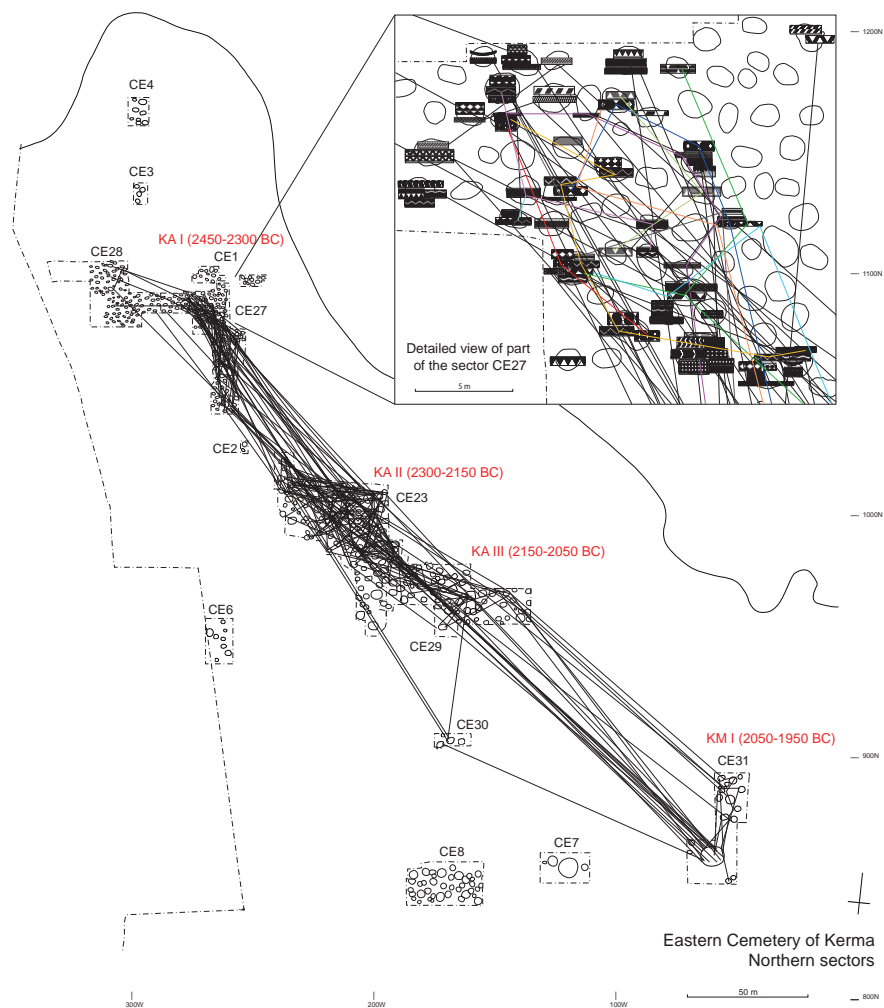 1200N
CE4
CE3
KA I (2450-2300 BC)
CE28
CE1
1100N
CE27
Detailed view of part
of the sector CE27
5 m
CE2
KA II (2300-2150 BC)
CE23
1000N
KA III (2150-2050 BC)
CE6
CE29
CE30
KM I (2050-1950 BC)
900N
CE31
CE7
CE8
Eastern Cemetery of Kerma
Northern sectors
50 m
300W
200W
100W
800N